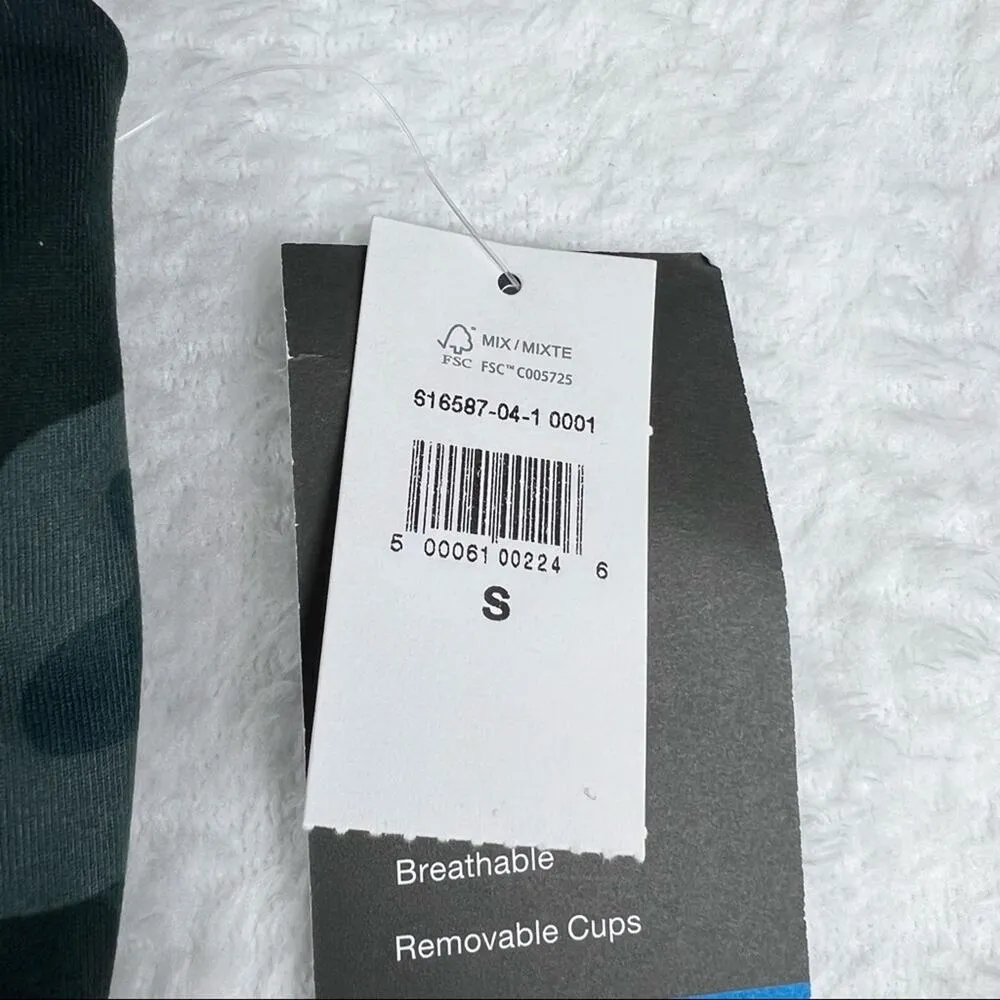 MIX / MIXTE
FSC FSC™ C005725
S16587-04-1 0001
5 00061 00224 6
S
Breathable
Removable Cups